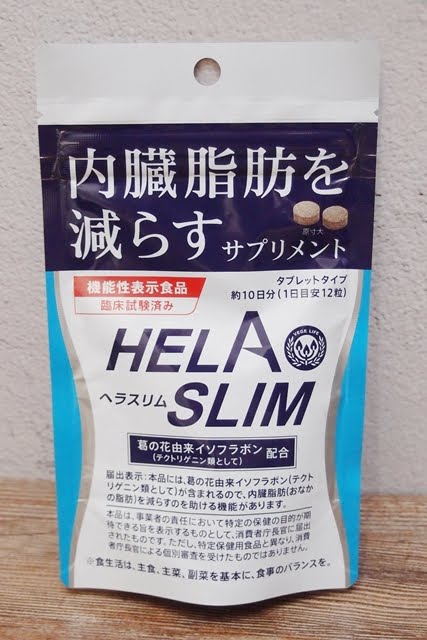 内臓脂肪を
減らす サプリメント
原寸大
機能性表示食品
臨床試験済み
タブレットタイプ
約10日分(1日目安12粒)
HELA
VEGE LIFE
ヘラスリム SLIM
葛の花由来イソフラボン
(テクトリゲニン類として) 配合
届出表示:本品には、葛の花由来イソフラボン(テクト
リゲニン類として)が含まれるので、内臓脂肪(おなか
の脂肪)を減らすのを助ける機能があります。
本品は、事業者の責任において特定の保健の目的が期
待できる旨を表示するものとして、消費者庁長官に届出
されたものです。ただし、特定保健用食品と異なり、消費
者庁長官による個別審査を受けたものではありません。
※食生活は、主食、主菜、副菜を基本に、食事のバランスを。